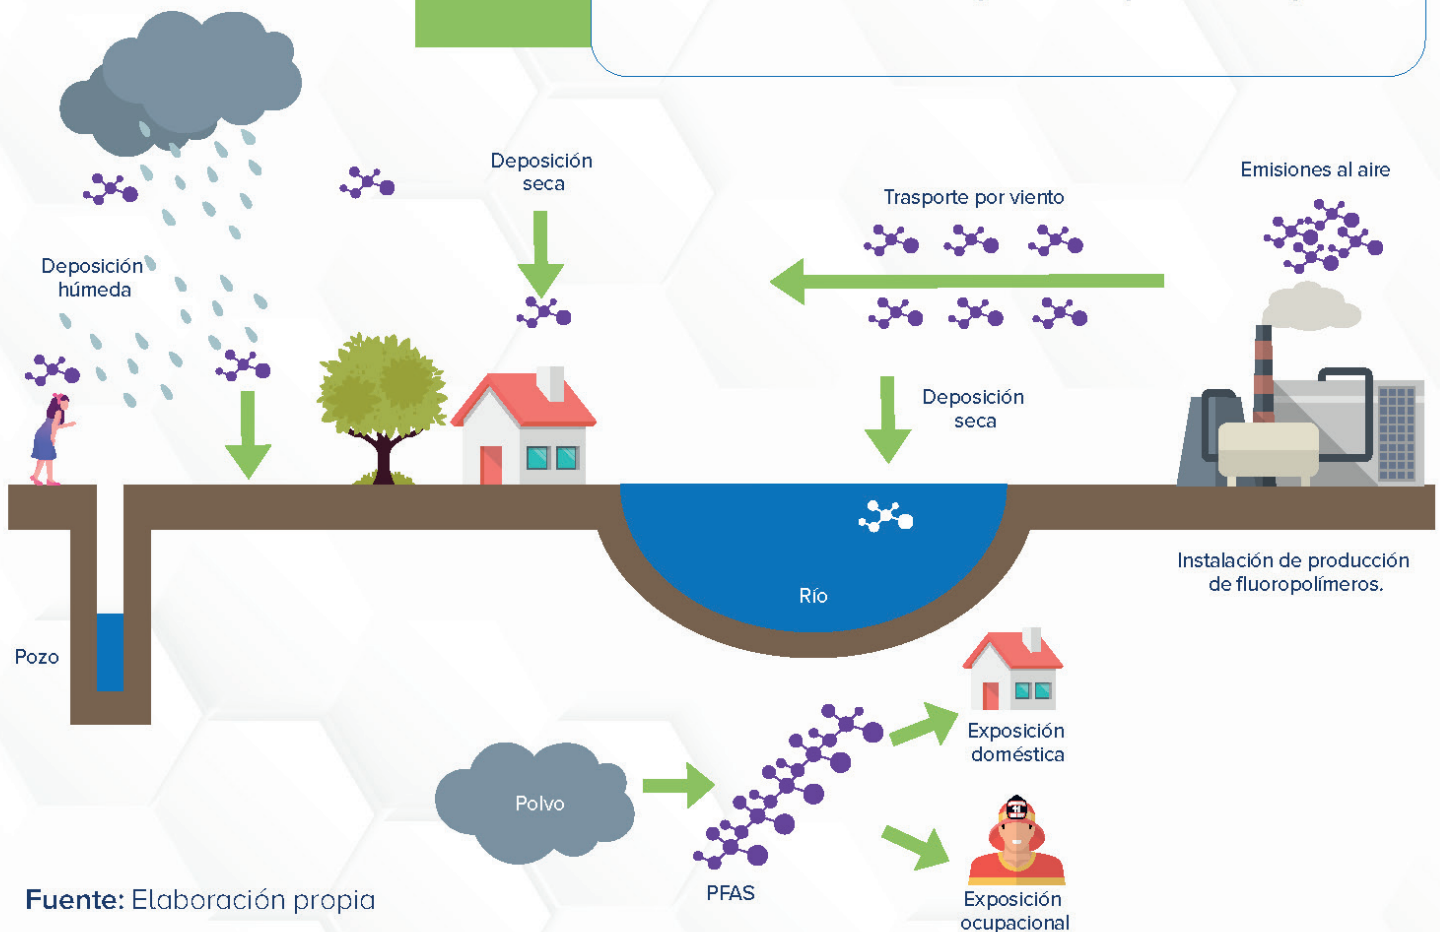 Deposición
seca
Emisiones al aire
Trasporte por viento
Deposición
húmeda
Deposición
seca
Río
Instalación de producción
de fluoropolímeros.
Pozo
Exposición
doméstica
Polvo
PFAS
Exposición
ocupacional
Fuente: Elaboración propia